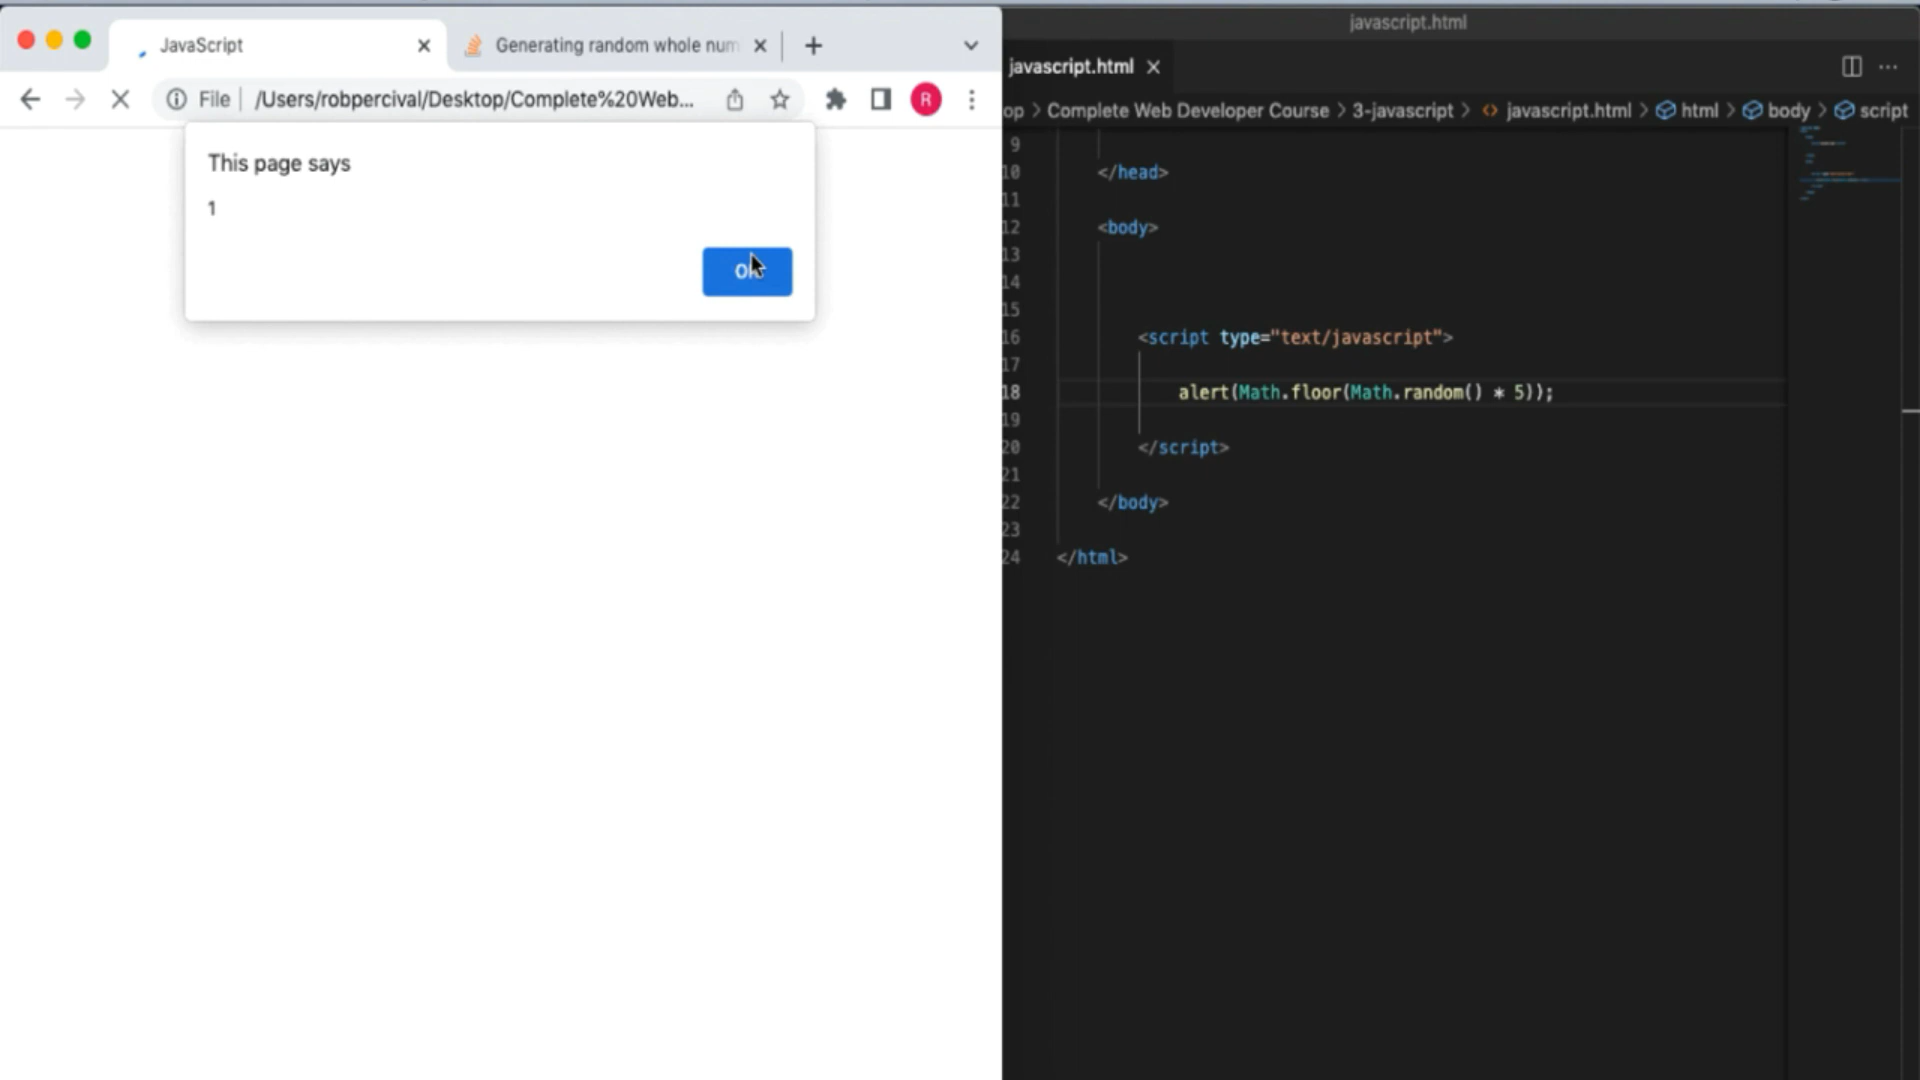 JavaScript
Generating random whole num
File
/Users/robpercival/Desktop/Complete%20Web...
R
This page says
1
javascript.html
javascript.html
op > Complete Web Developer Course > 3-javascript > javascript.html > html > body > script
9
10 </head>
11
12 <body>
13
14
15
16 <script type="text/javascript">
17
18 alert(Math.floor(Math.random() * 5));
19
20 </script>
21
22 </body>
23
24 </html>